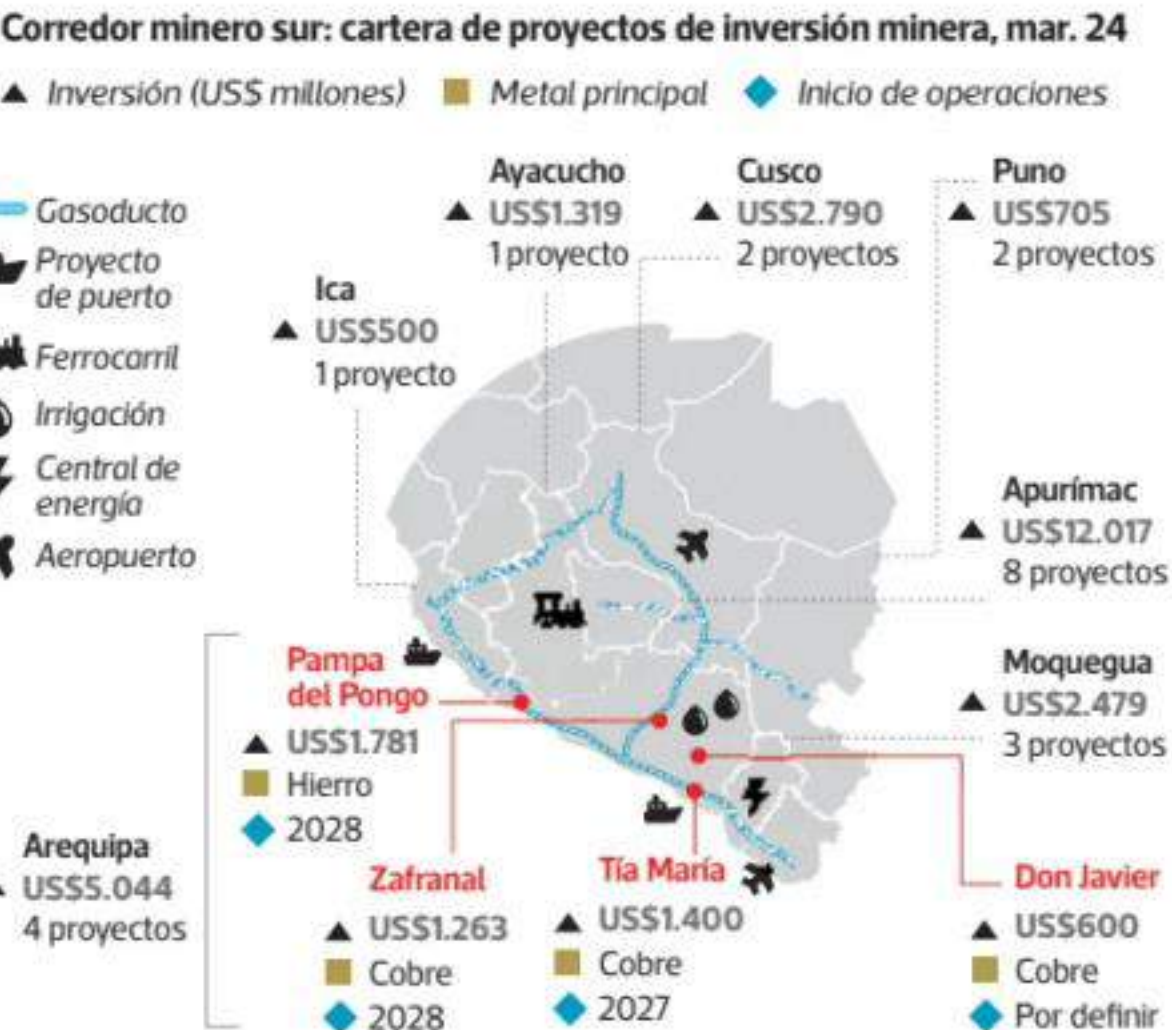 Corredor minero sur: cartera de proyectos de inversión minera, mar. 24
Inversión (US$ millones) Metal principal Inicio de operaciones
Gasoducto
Proyecto
de puerto
Ferrocarril
Irrigación
Central de
energía
Aeropuerto
Ica
US$500
1 proyecto
Ayacucho
US$1.319
1 proyecto
Cusco
US$2.790
2 proyectos
Puno
US$705
2 proyectos
Apurímac
US$12.017
8 proyectos
Moquegua
US$2.479
3 proyectos
Arequipa
US$5.044
4 proyectos
Pampa
del Pongo
US$1.781
Hierro
2028
Zafranal
US$1.263
Cobre
2028
Tía María
US$1.400
Cobre
2027
Don Javier
US$600
Cobre
Por definir